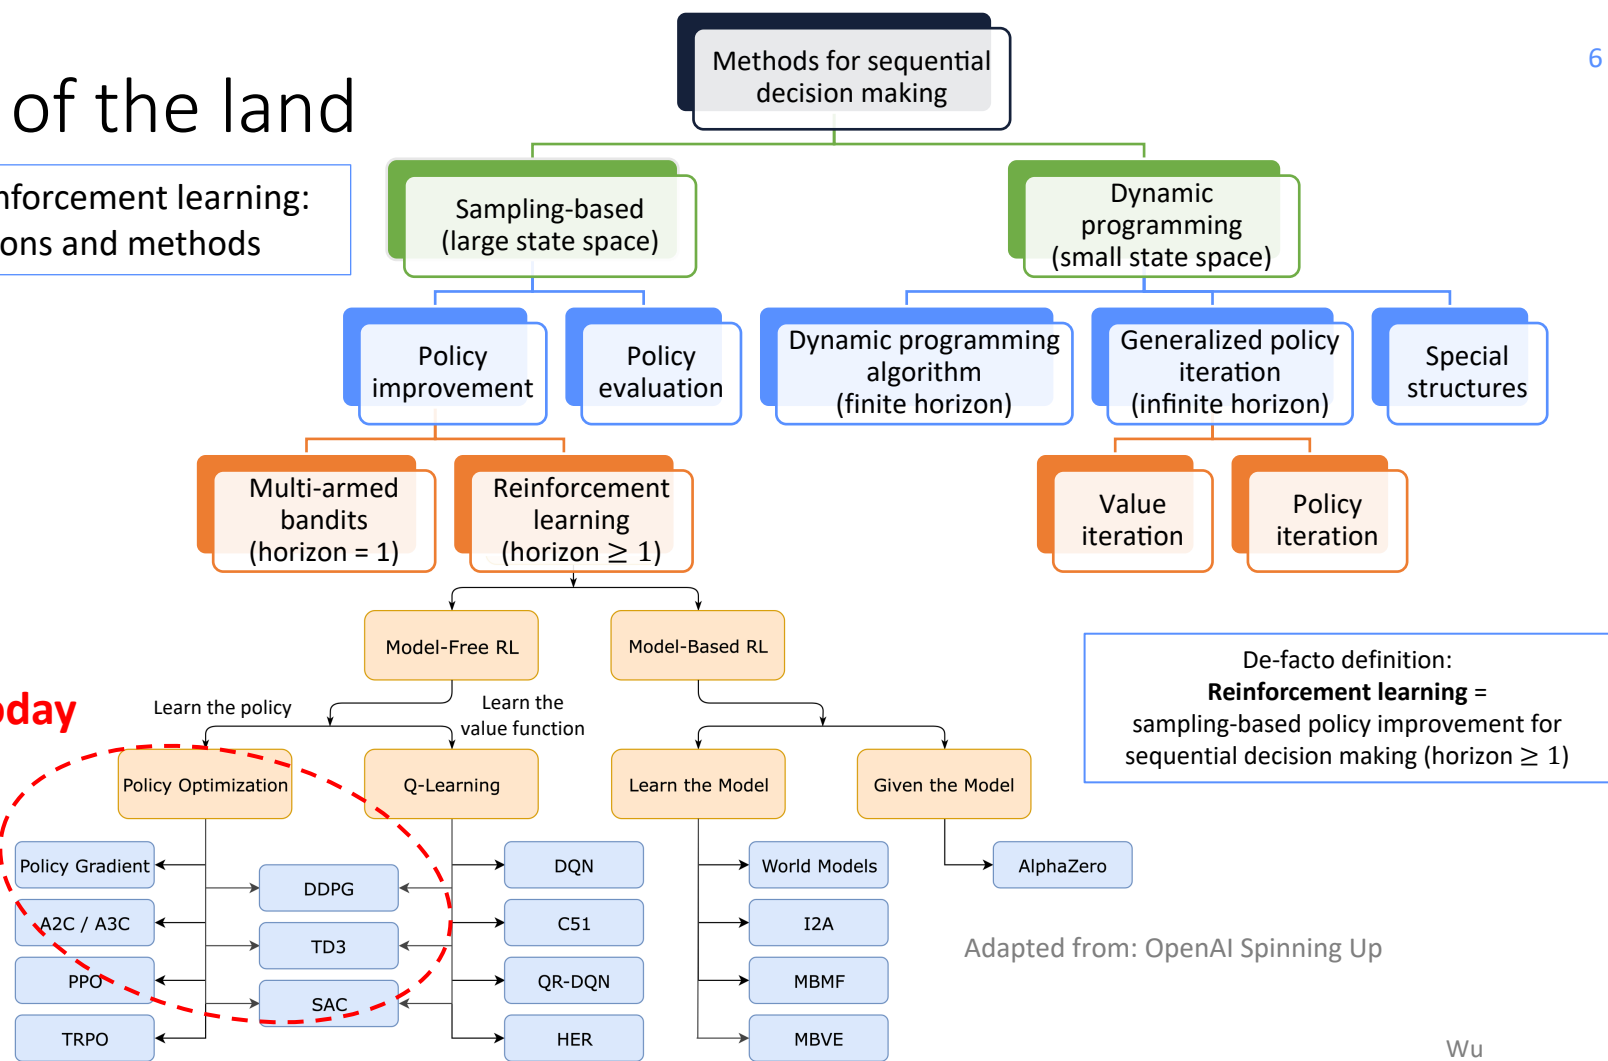 6
of the land
nforcement learning:
ons and methods
Methods for sequential
decision making
Sampling-based
(large state space)
Dynamic
programming
(small state space)
Policy
improvement
Policy
evaluation
Dynamic programming
algorithm
(finite horizon)
Generalized policy
iteration
(infinite horizon)
Special
structures
Multi-armed
bandits
(horizon = 1)
Reinforcement
learning
(horizon ≥ 1)
Value
iteration
Policy
iteration
Model-Free RL
Model-Based RL
De-facto definition:
Reinforcement learning =
sampling-based policy improvement for
sequential decision making (horizon ≥ 1)
oday
Learn the policy
Learn the
value function
Policy Optimization
Q-Learning
Learn the Model
Given the Model
Policy Gradient
A2C / A3C
PPO
TRPO
DDPG
TD3
SAC
DQN
C51
QR-DQN
HER
World Models
I2A
MBMF
MBVE
AlphaZero
Adapted from: OpenAI Spinning Up
Wu